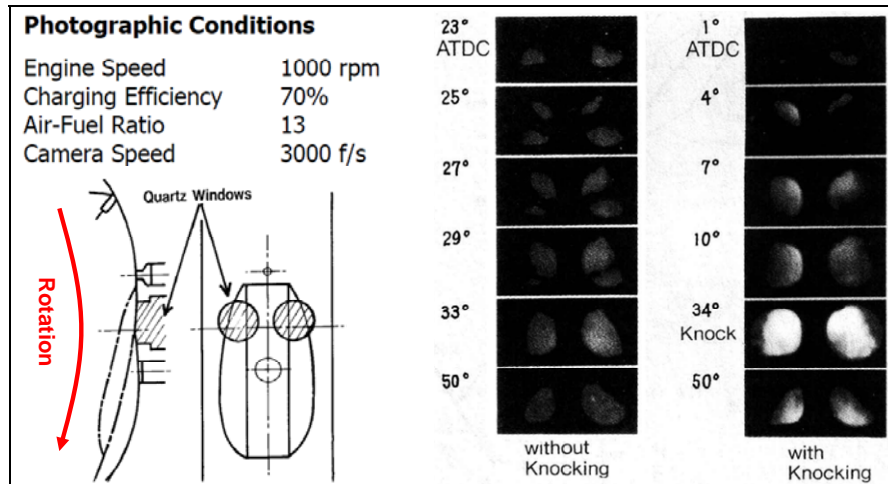 Photographic Conditions
Engine Speed 1000 rpm
Charging Efficiency 70%
Air-Fuel Ratio 13
Camera Speed 3000 f/s
Quartz Windows
Rotation
23°
ATDC
25°
27°
29°
33°
50°
without
Knocking
1°
ATDC
4°
7°
10°
34°
Knock
50°
with
Knocking